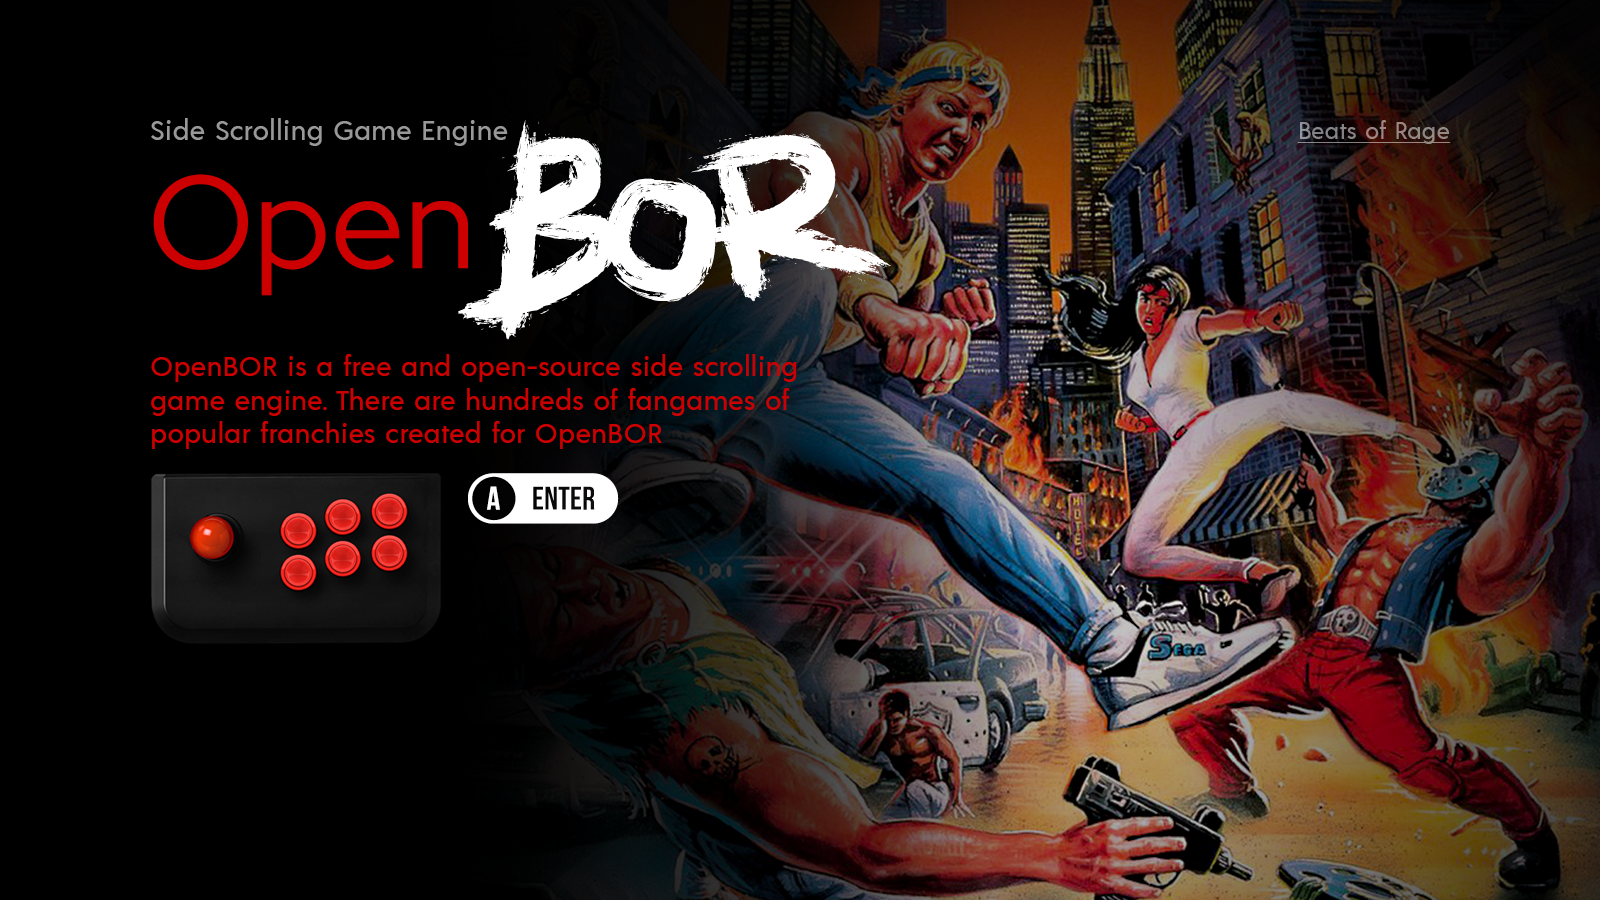 Side Scrolling Game Engine
Beats of Rage
Open BOR
OpenBOR is a free and open-source side scrolling
game engine. There are hundreds of fangames of
popular franchies created for OpenBOR
A ENTER
HOTEL
SEGA